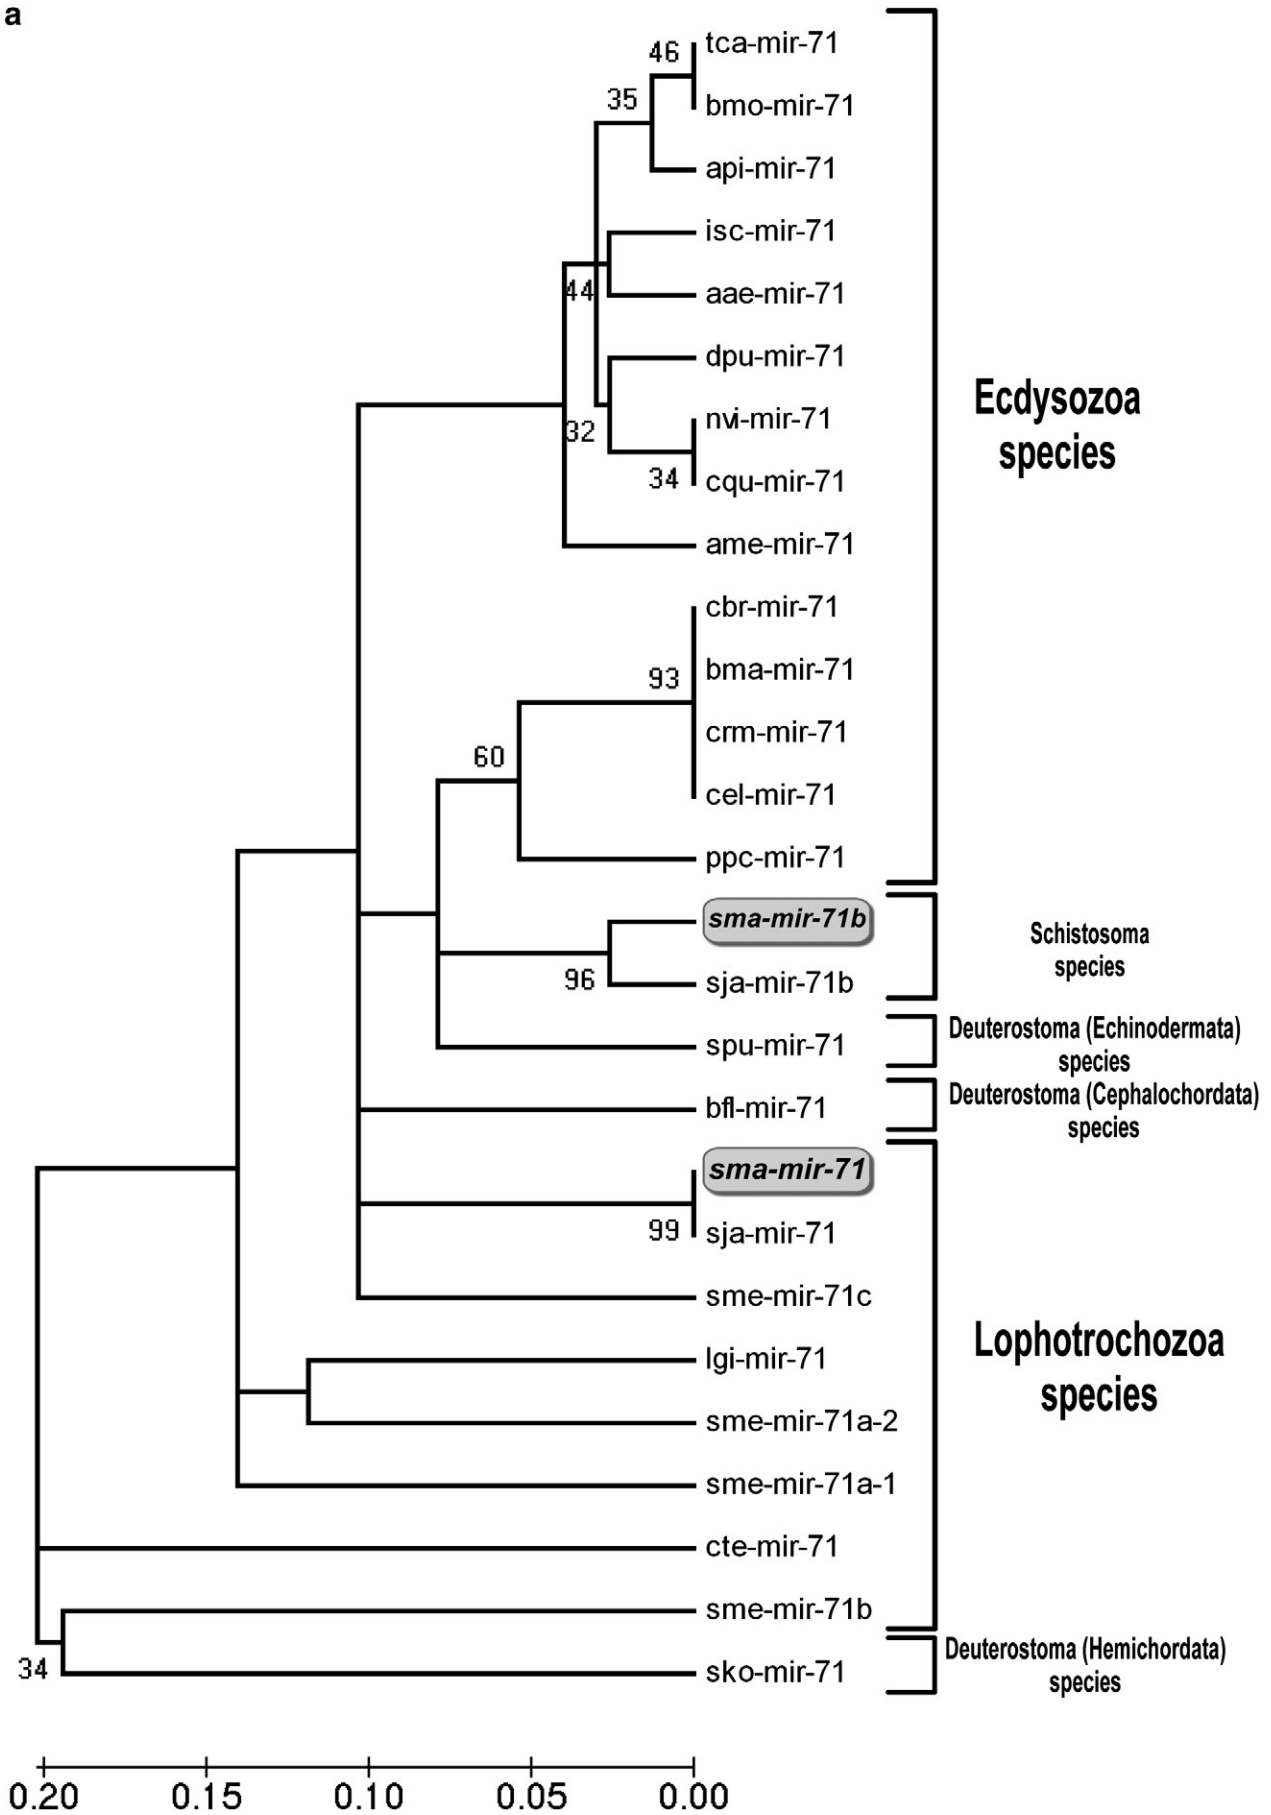 a
46
tca-mir-71
35
bmo-mir-71
api-mir-71
isc-mir-71
44
aae-mir-71
dpu-mir-71
Ecdysozoa
species
nvi-mir-71
32
34
cqu-mir-71
ame-mir-71
cbr-mir-71
93
bma-mir-71
crm-mir-71
60
cel-mir-71
ppc-mir-71
sma-mir-71b
Schistosoma
species
96
sja-mir-71b
spu-mir-71
Deuterostoma (Echinodermata)
species
bfl-mir-71
Deuterostoma (Cephalochordata)
species
sma-mir-71
99
sja-mir-71
sme-mir-71c
Lophotrochozoa
species
lgi-mir-71
sme-mir-71a-2
sme-mir-71a-1
cte-mir-71
sme-mir-71b
34
sko-mir-71
Deuterostoma (Hemichordata)
species
0.20 0.15 0.10 0.05 0.00